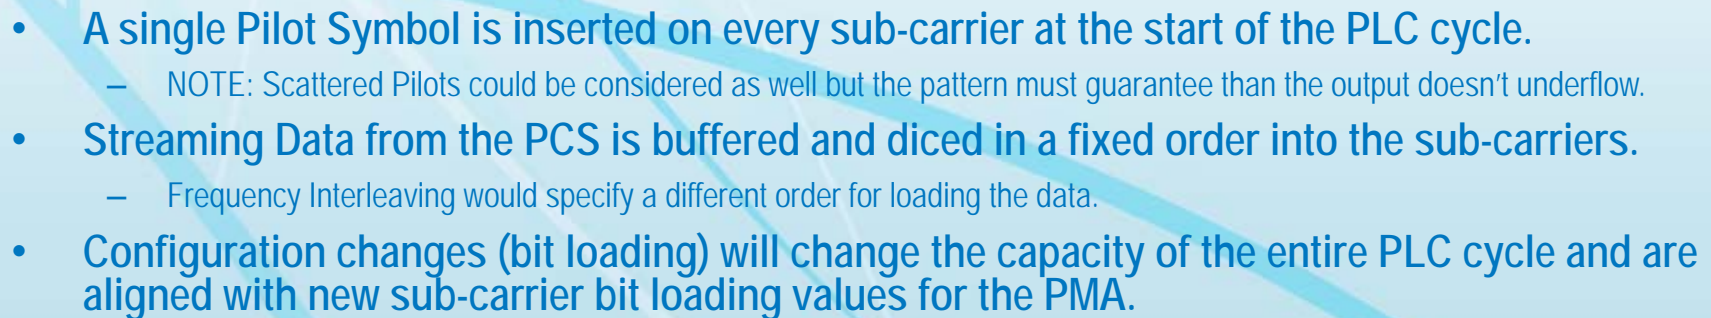 • A single Pilot Symbol is inserted on every sub-carrier at the start of the PLC cycle.
– NOTE: Scattered Pilots could be considered as well but the pattern must guarantee than the output doesn’t underflow.
• Streaming Data from the PCS is buffered and diced in a fixed order into the sub-carriers.
– Frequency Interleaving would specify a different order for loading the data.
• Configuration changes (bit loading) will change the capacity of the entire PLC cycle and are
aligned with new sub-carrier bit loading values for the PMA.